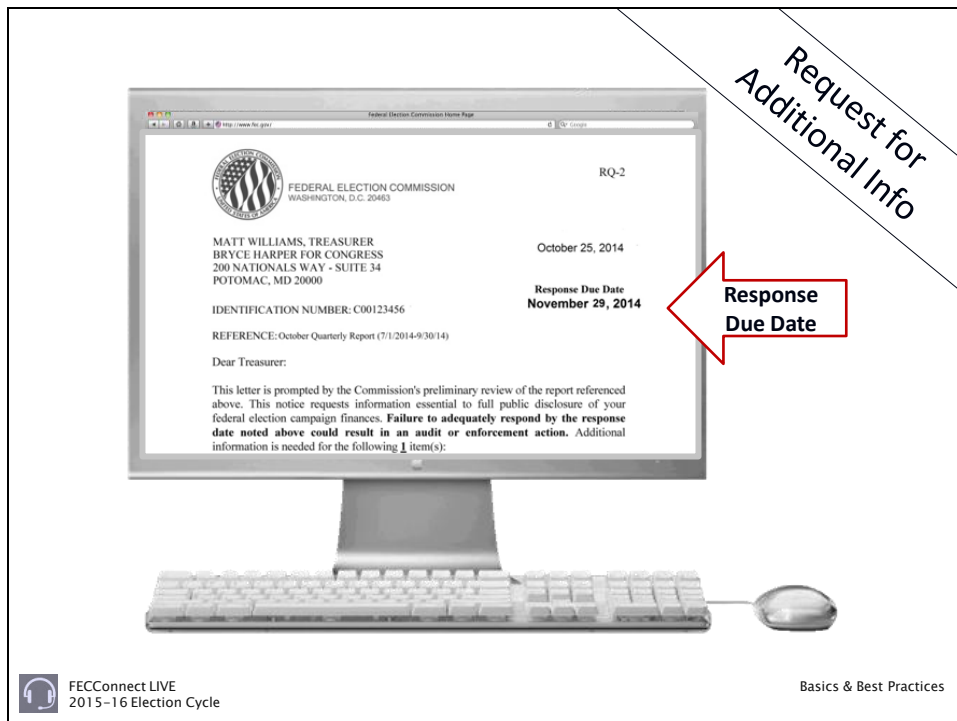 Request for
Additional Info
Federal Election Commission Home Page
http://www.fec.gov/
Google
FEDERAL ELECTION COMMISSION
WASHINGTON, D.C. 20463
RQ-2
MATT WILLIAMS, TREASURER
BRYCE HARPER FOR CONGRESS
200 NATIONALS WAY - SUITE 34
POTOMAC, MD 20000
October 25, 2014
Response Due Date
November 29, 2014
IDENTIFICATION NUMBER: C00123456
REFERENCE: October Quarterly Report (7/1/2014-9/30/14)
Dear Treasurer:
This letter is prompted by the Commission's preliminary review of the report referenced
above. This notice requests information essential to full public disclosure of your
federal election campaign finances. Failure to adequately respond by the response
date noted above could result in an audit or enforcement action. Additional
information is needed for the following 1 item(s):
Response
Due Date
FECConnect LIVE
2015-16 Election Cycle
Basics & Best Practices